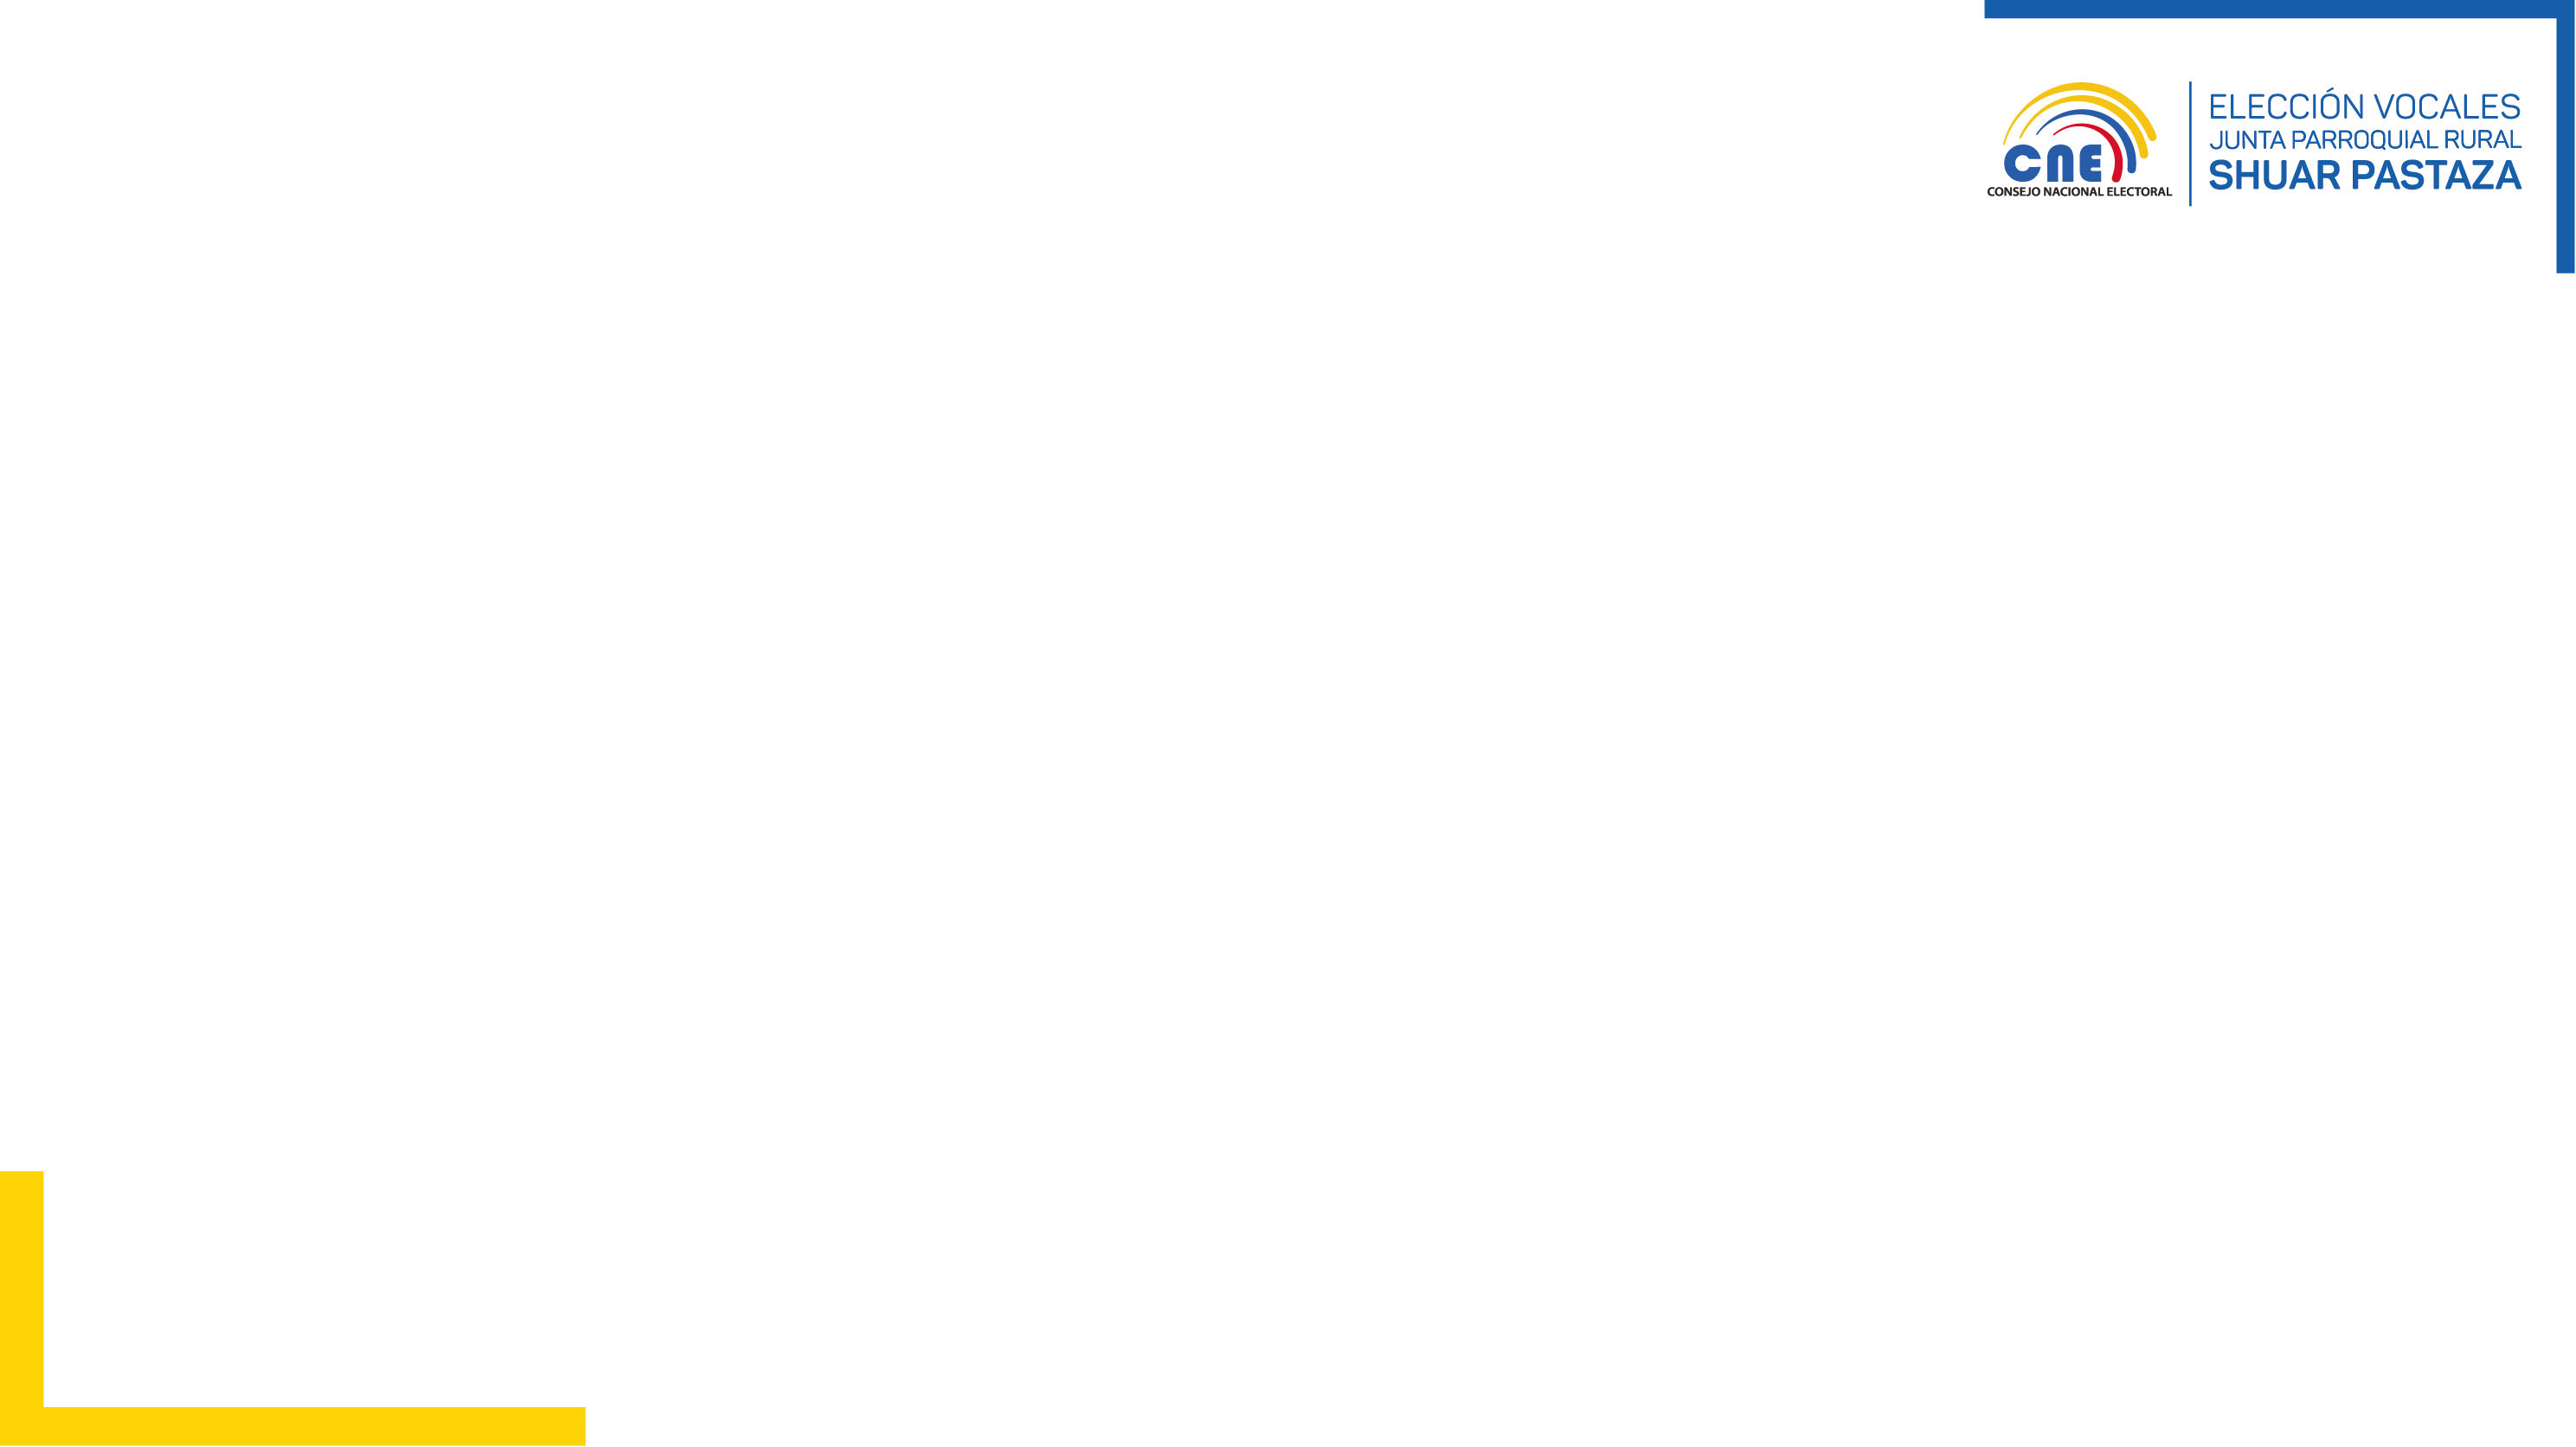 CNE
CONSEJO NACIONAL ELECTORAL
ELECCIÓN VOCALES
JUNTA PARROQUIAL RURAL
SHUAR PASTAZA